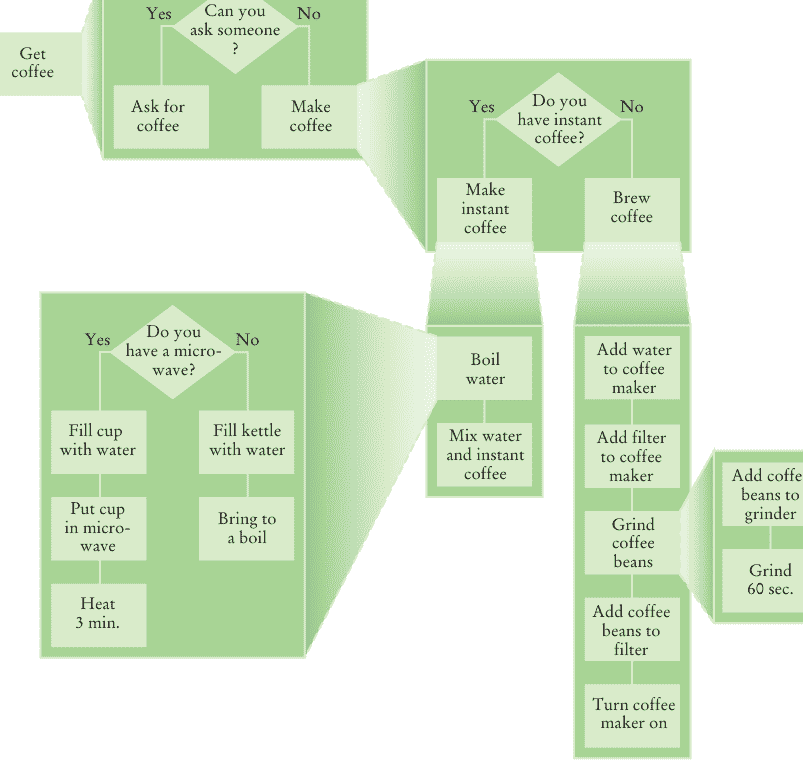 Get
coffee
Yes
Can you
ask someone
?
No
Ask for
coffee
Make
coffee
Yes
Do you
have instant
coffee?
No
Make
instant
coffee
Brew
coffee
Yes
Do you
have a micro-
wave?
No
Fill cup
with water
Put cup
in micro-
wave
Heat
3 min.
Fill kettle
with water
Bring to
a boil
Boil
water
Mix water
and instant
coffee
Add water
to coffee
maker
Add filter
to coffee
maker
Grind
coffee
beans
Add coffee
beans to
filter
Turn coffee
maker on
Add coffe
beans to
grinder
Grind
60 sec.